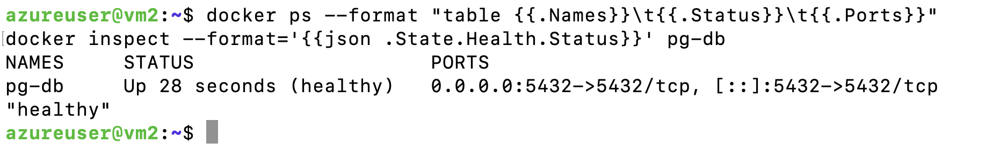 azureuser@vm2:~$ docker ps --format "table {{.Names}}\t{{.Status}}\t{{.Ports}}"
docker inspect --format='{{json .State.Health.Status}}' pg-db
NAMES     STATUS                    PORTS
pg-db     Up 28 seconds (healthy)   0.0.0.0:5432->5432/tcp, [::]:5432->5432/tcp
"healthy"
azureuser@vm2:~$